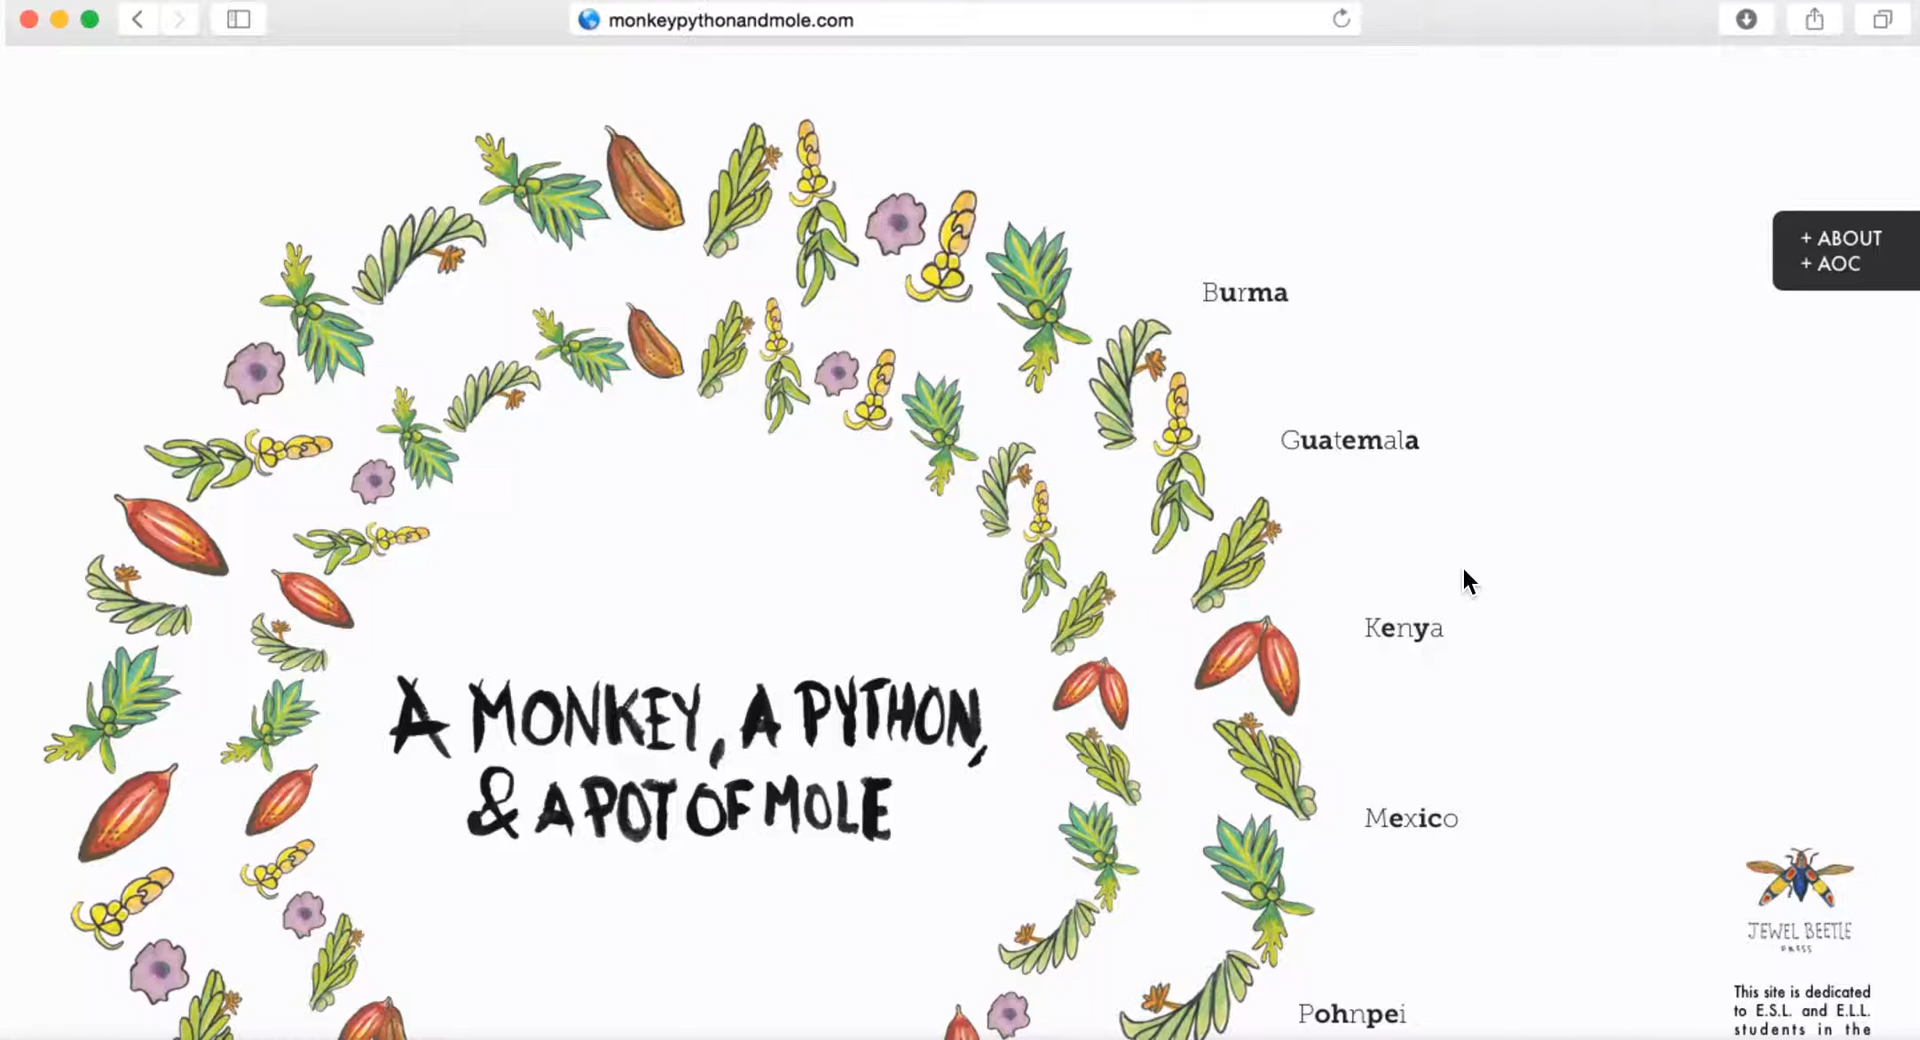 monkeypythonandmole.com
+ ABOUT
+ AOC
Burma
Guatemala
Kenya
A MONKEY, A PYTHON,
& A POT OF MOLE
Mexico
JEWEL BEETLE
PRESS
This site is dedicated
to E.S.L. and E.L.L.
students in the
Pohnpei